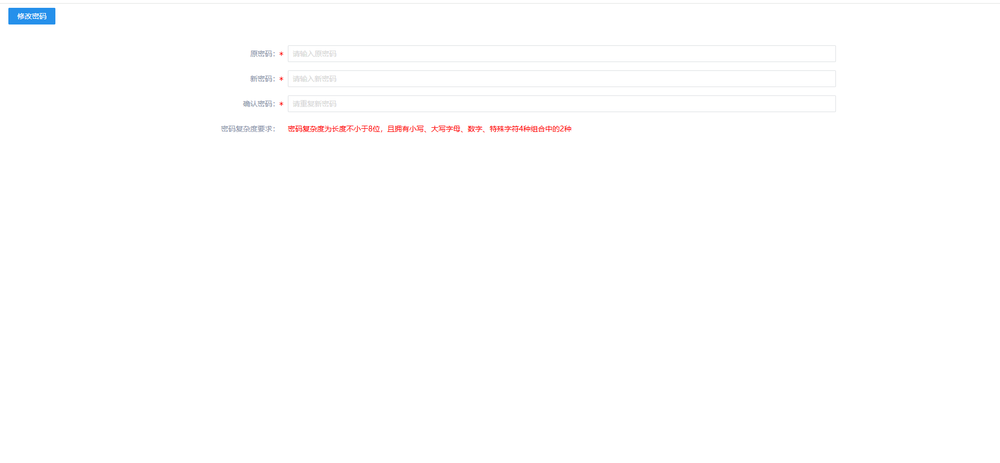 修改密码
原密码：* 请输入原密码
新密码：* 请输入新密码
确认密码：* 请重复新密码
密码复杂度要求： 密码复杂度为长度不小于8位，且拥有小写、大写字母、数字、特殊字符4种组合中的2种